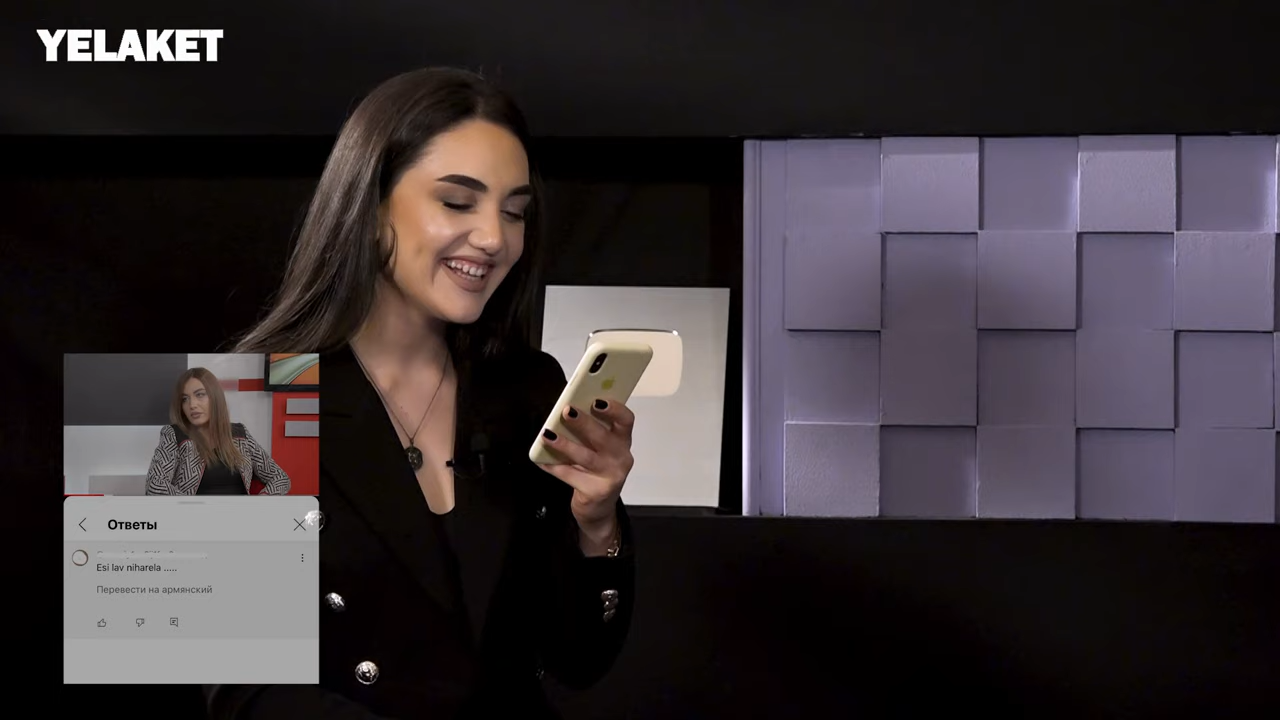 YELAKET
Ответы
Esi lav niharela .....
Перевести на армянский